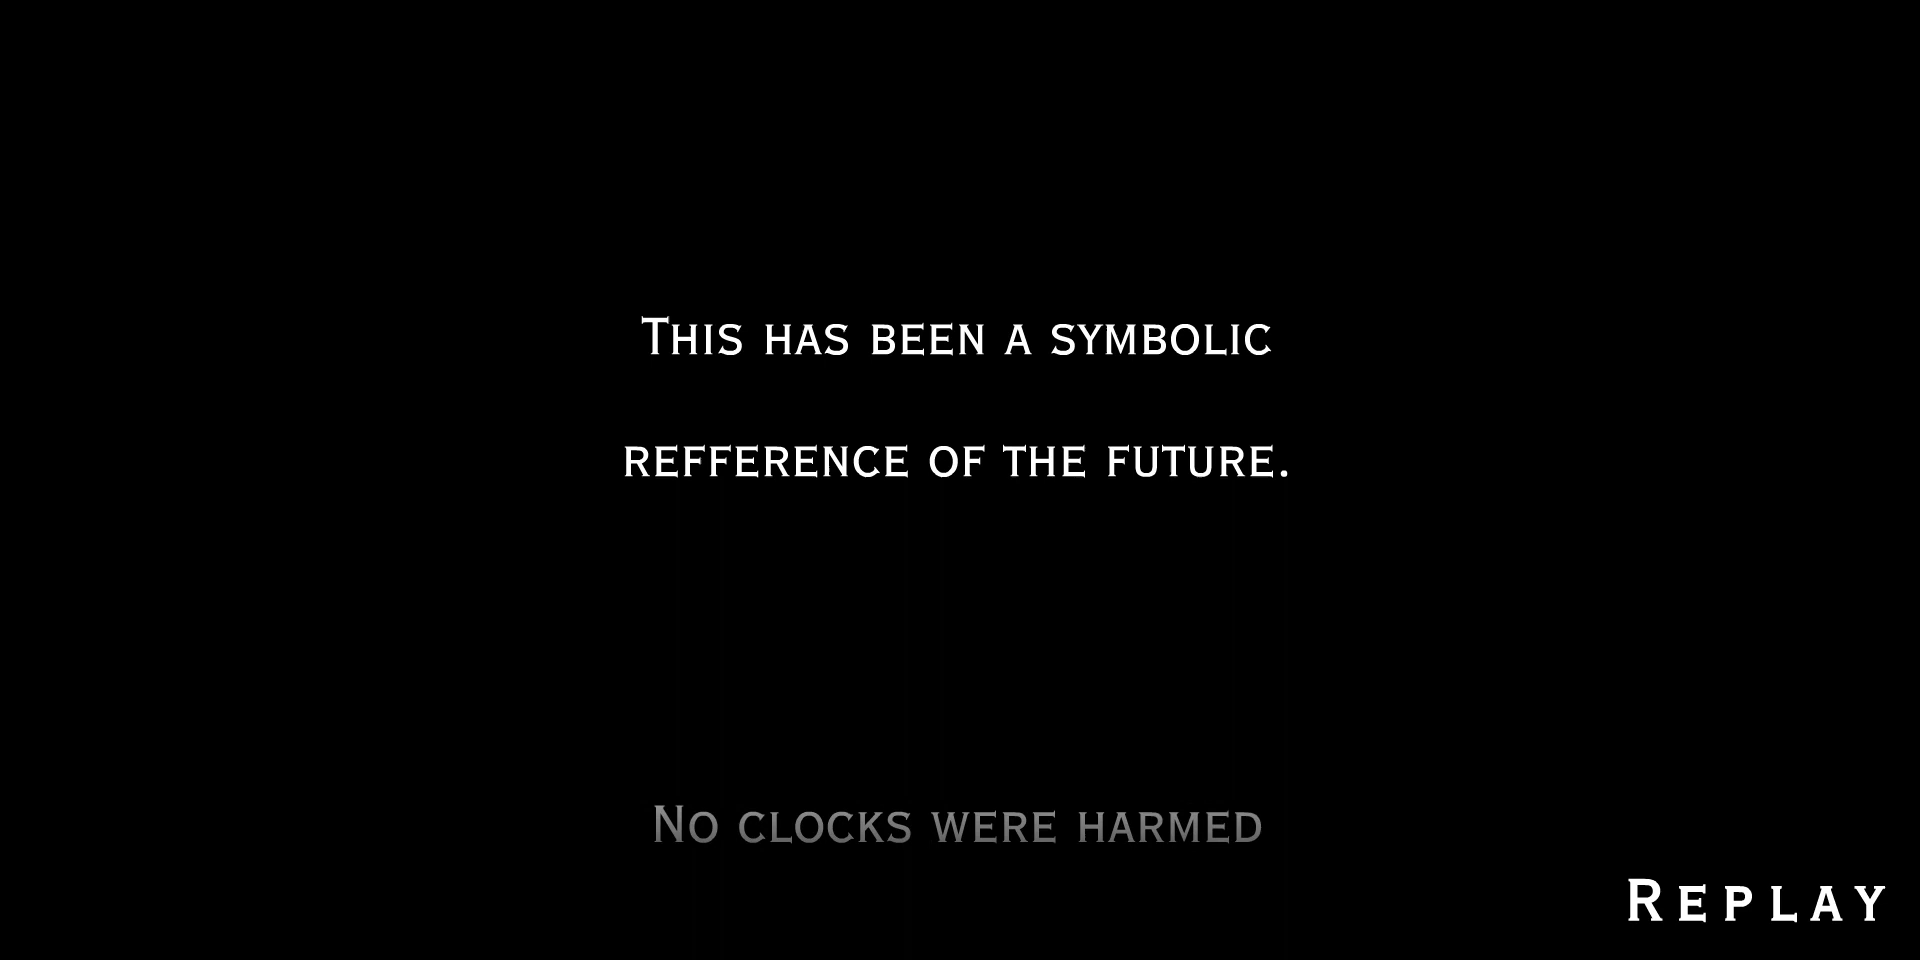 This has been a symbolic
refference of the future.
No clocks were harmed
Replay